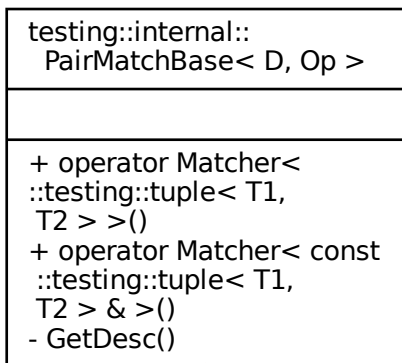 testing::internal::
PairMatchBase< D, Op >
+ operator Matcher<
::testing::tuple< T1,
T2 > >()
+ operator Matcher< const
::testing::tuple< T1,
T2 > & >()
- GetDesc()